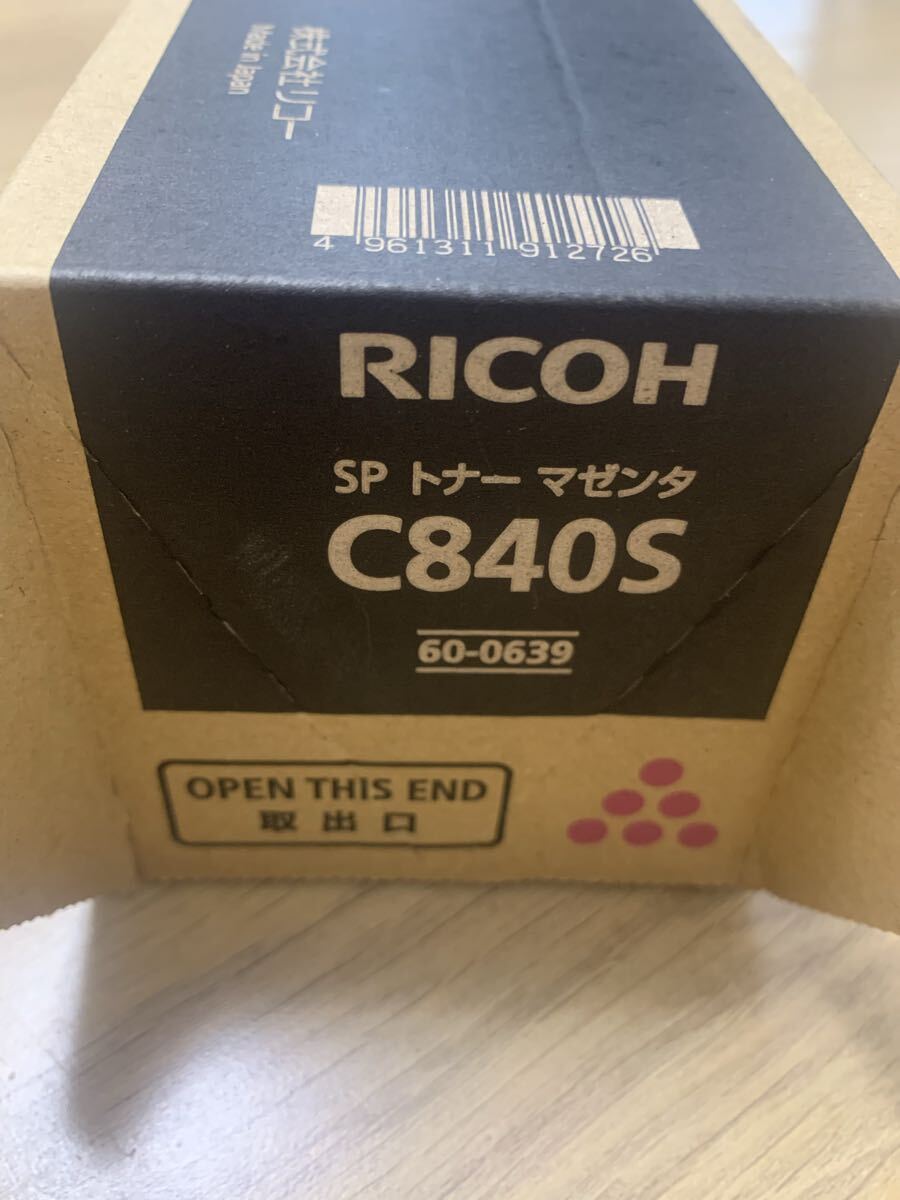 株式会社リコー
Made in Japan
4 961311 912726
RICOH
SP トナー マゼンタ
C840S
60-0639
OPEN THIS END
取出口